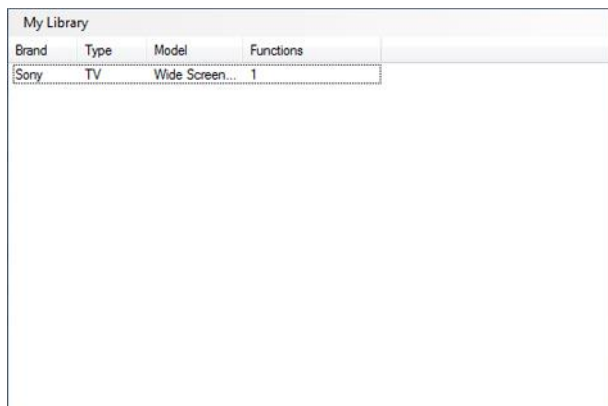 My Library
Brand Type Model Functions
Sony TV Wide Screen... 1